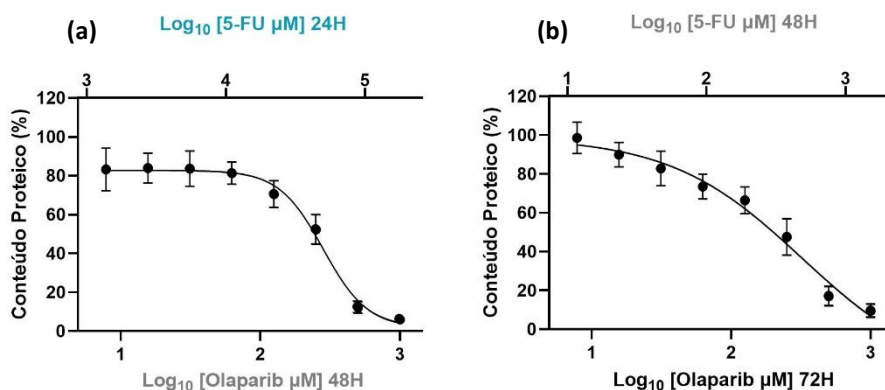 (a)
Log10 [5-FU µM] 24H
3 4 5
Conteúdo Proteico (%)
120
100
80
60
40
20
0
1 2 3
Log10 [Olaparib µM] 48H
(b)
Log10 [5-FU µM] 48H
1 2 3
Conteúdo Proteico (%)
120
100
80
60
40
20
0
1 2 3
Log10 [Olaparib µM] 72H